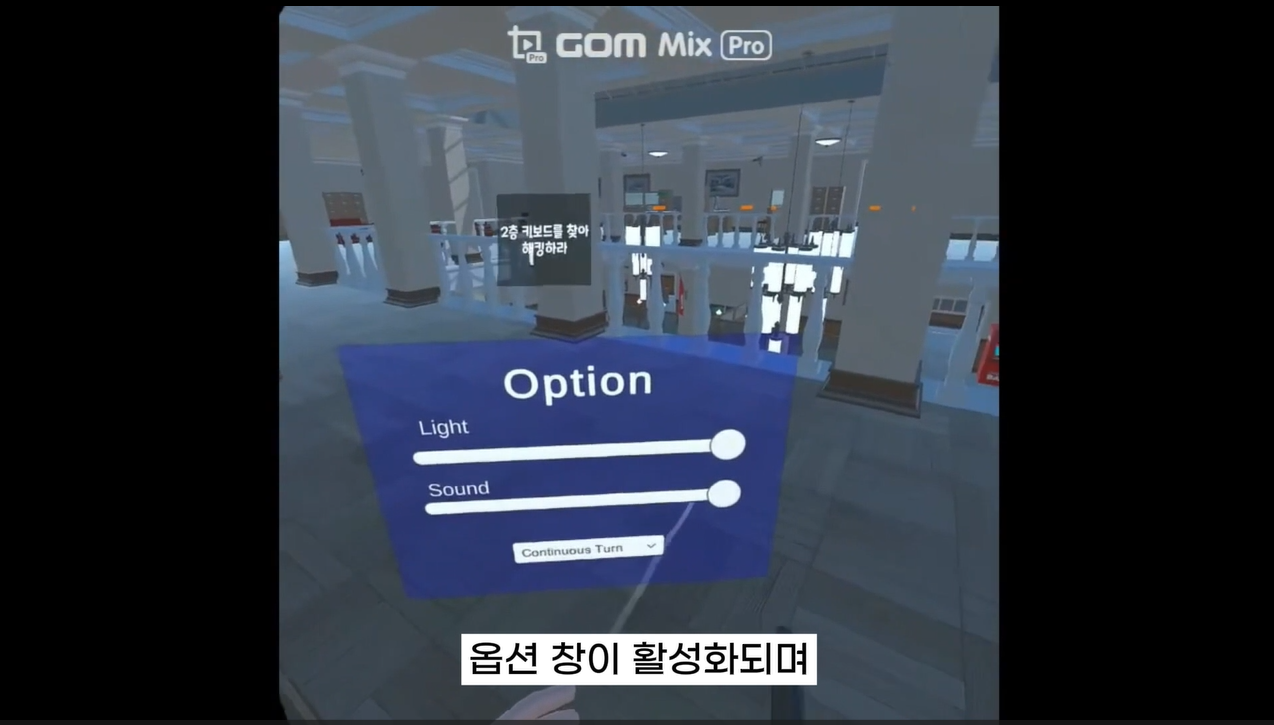 Pro GOM Mix Pro
2층 키보드를 찾아
해킹하라
Option
Light
Sound
Continuous Turn
옵션 창이 활성화되며